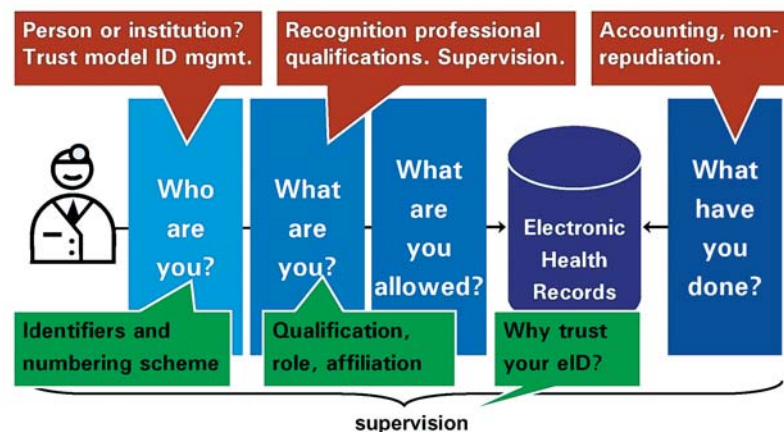 Person or institution?
Trust model ID mgmt.
Recognition professional
qualifications. Supervision.
Accounting, non-
repudiation.
Who
are
you?
What
are
you?
What
are
you
allowed?
Electronic
Health
Records
What
have
you
done?
Identifiers and
numbering scheme
Qualification,
role, affiliation
Why trust
your eID?
supervision